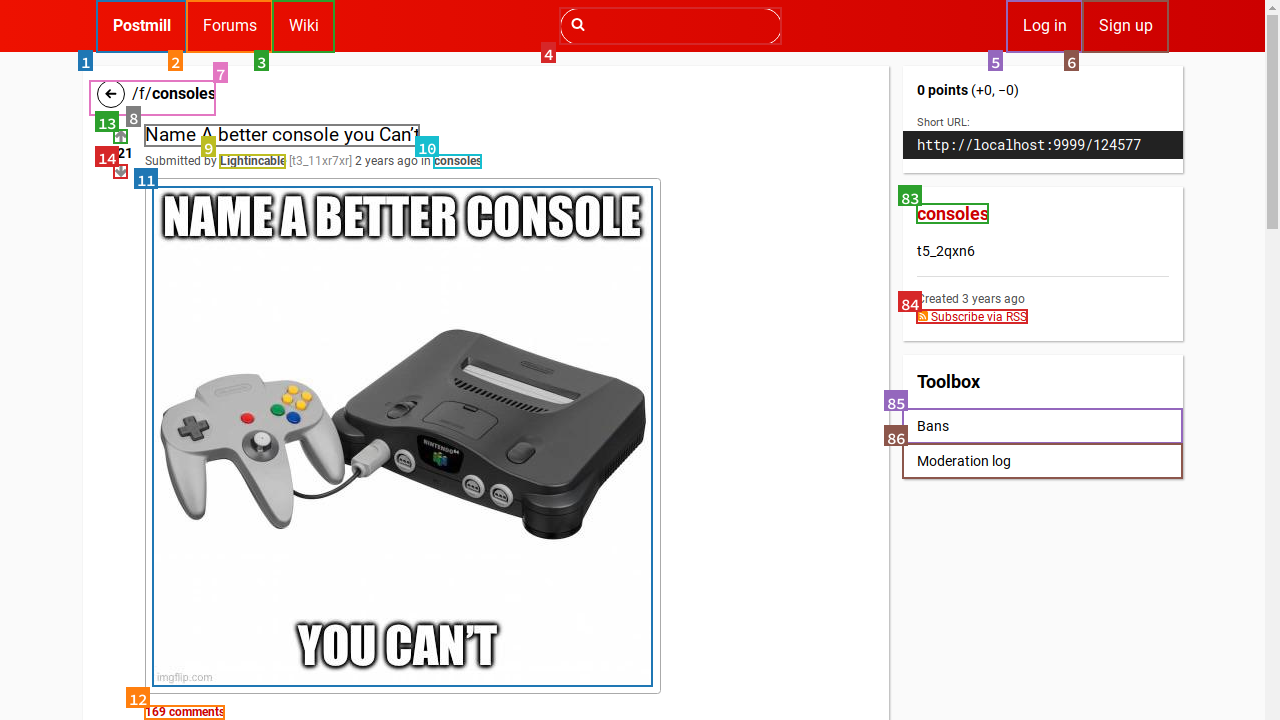 Postmill
Forums
Wiki
Log in
Sign up
1
2
3
4
5
6
7
/f/consoles
8
13
Name A better console you Can't
9
10
14
21
Submitted by Lightincable [t3_11xr7xr] 2 years ago in consoles
11
NAME A BETTER CONSOLE
NINTENDO64
YOU CAN'T
imgflip.com
12
169 comments
0 points (+0, −0)
Short URL:
http://localhost:9999/124577
83
consoles
t5_2qxn6
Created 3 years ago
84
Subscribe via RSS
Toolbox
85
Bans
86
Moderation log